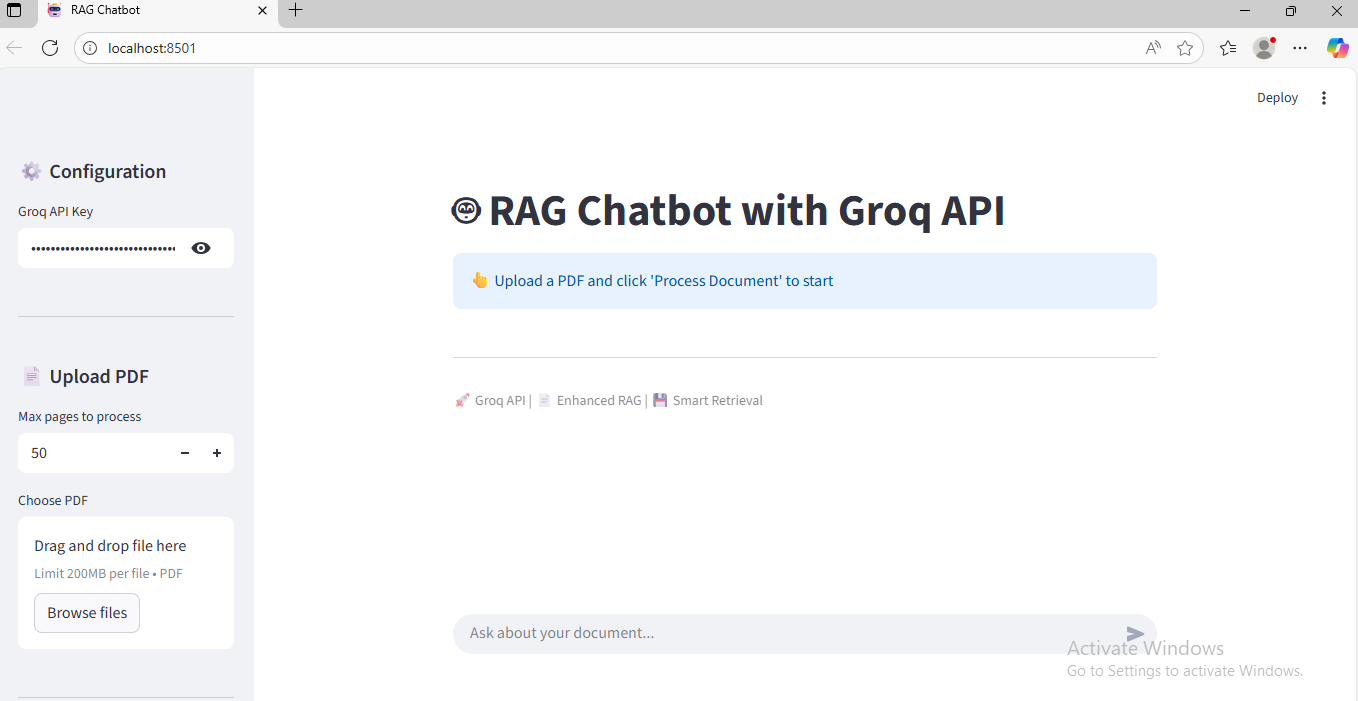 RAG Chatbot
localhost:8501
Deploy
Configuration
Groq API Key
Upload PDF
Max pages to process
50
Choose PDF
Drag and drop file here
Limit 200MB per file • PDF
Browse files
RAG Chatbot with Groq API
👆 Upload a PDF and click 'Process Document' to start
🚀 Groq API | 📄 Enhanced RAG | 💾 Smart Retrieval
Ask about your document...
Activate Windows
Go to Settings to activate Windows.